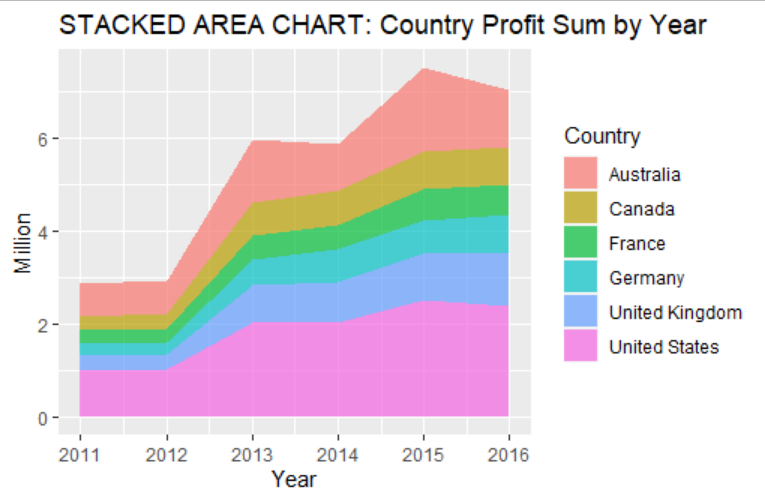 STACKED AREA CHART: Country Profit Sum by Year
Million
6
4
2
0
2011 2012 2013 2014 2015 2016
Year
Country
Australia
Canada
France
Germany
United Kingdom
United States